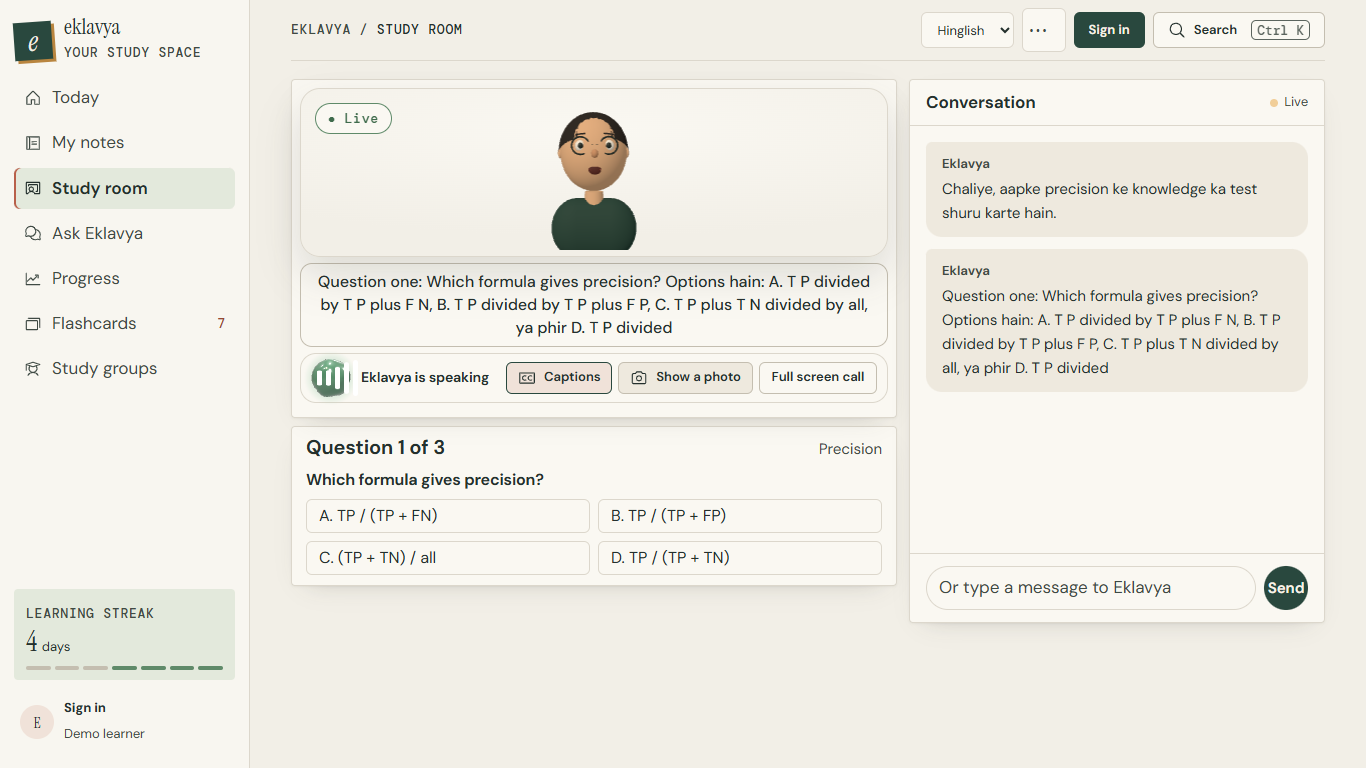 e
eklavya
YOUR STUDY SPACE
Today
My notes
Study room
Ask Eklavya
Progress
Flashcards 7
Study groups
LEARNING STREAK
4 days
E
Sign in
Demo learner
EKLAVYA / STUDY ROOM
Hinglish
...
Sign in
Search Ctrl K
• Live
Question one: Which formula gives precision? Options hain: A. T P divided
by T P plus F N, B. T P divided by T P plus F P, C. T P plus T N divided by all,
ya phir D. T P divided
Eklavya is speaking
CC Captions
Show a photo
Full screen call
Question 1 of 3
Precision
Which formula gives precision?
A. TP / (TP + FN)
B. TP / (TP + FP)
C. (TP + TN) / all
D. TP / (TP + TN)
Conversation
Live
Eklavya
Chaliye, aapke precision ke knowledge ka test
shuru karte hain.
Eklavya
Question one: Which formula gives precision?
Options hain: A. T P divided by T P plus F N, B. T P
divided by T P plus F P, C. T P plus T N divided by
all, ya phir D. T P divided
Or type a message to Eklavya
Send